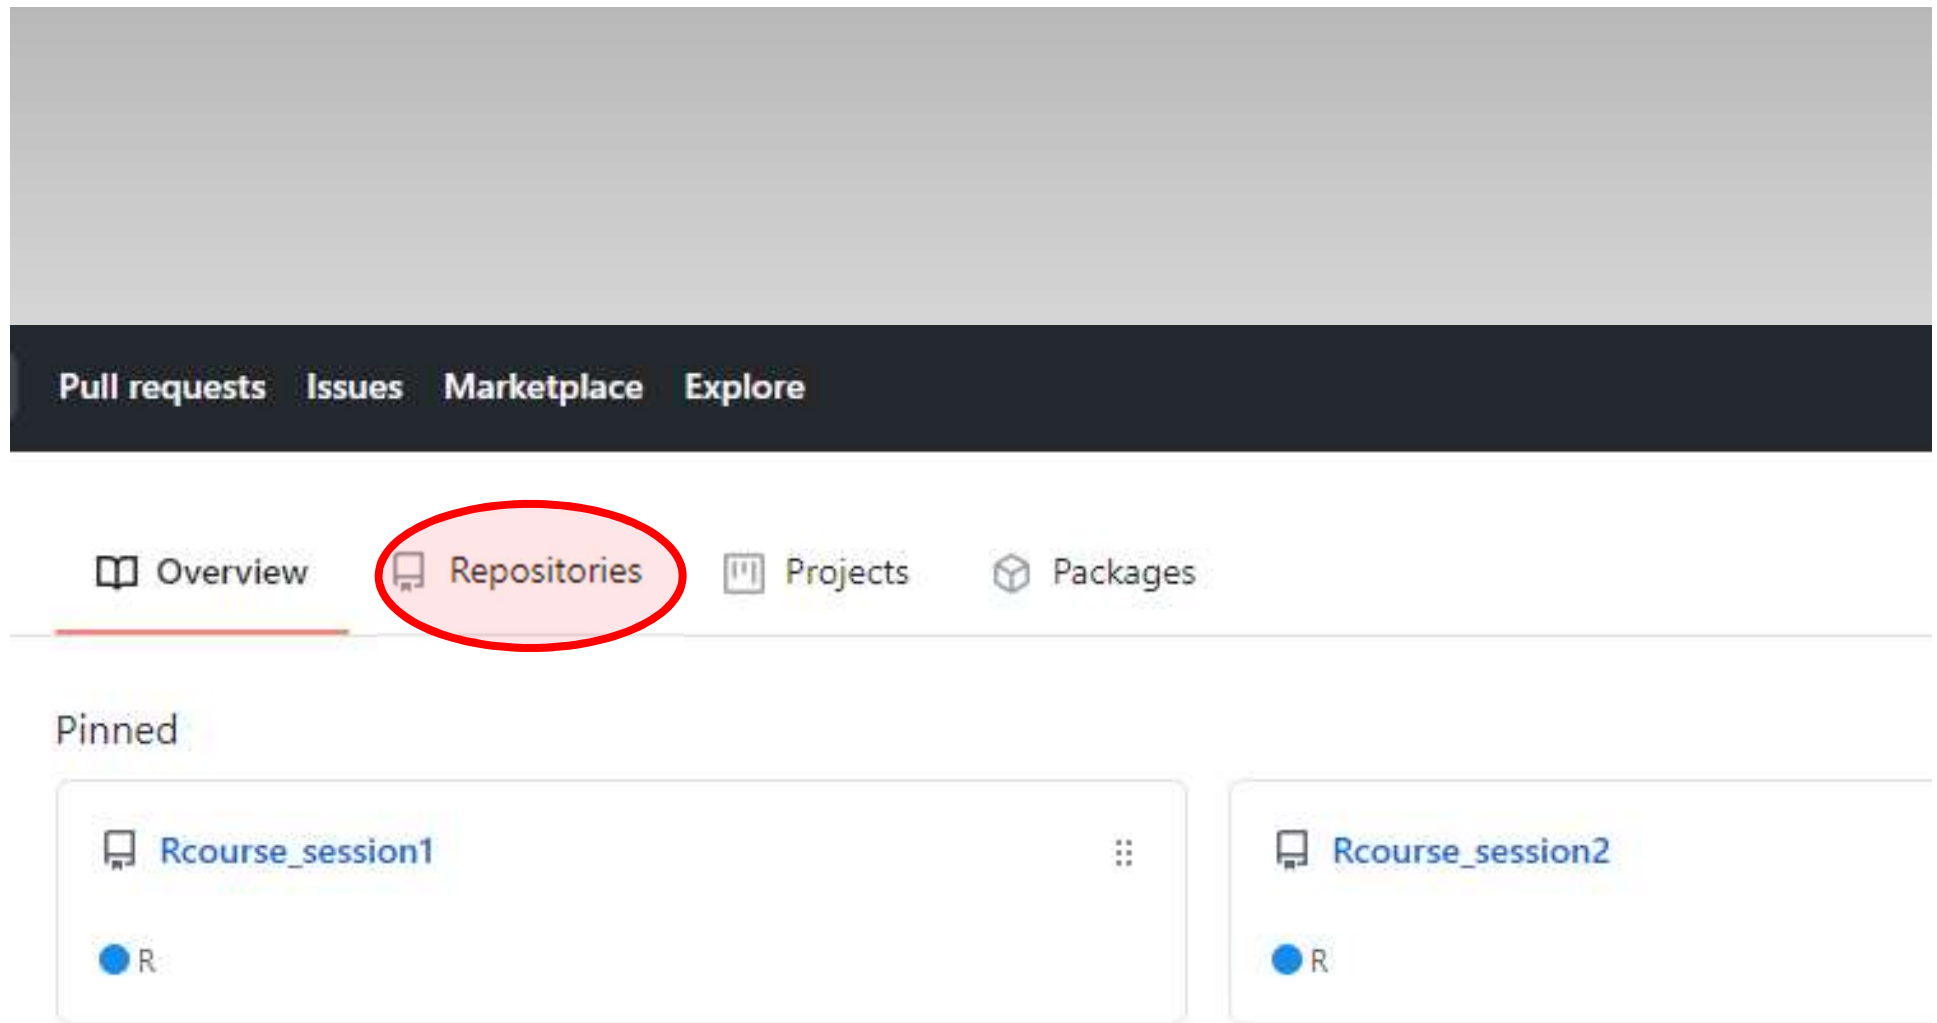 Pull requests Issues Marketplace Explore
Overview Repositories Projects Packages
Pinned
Rcourse_session1 Rcourse_session2
R R